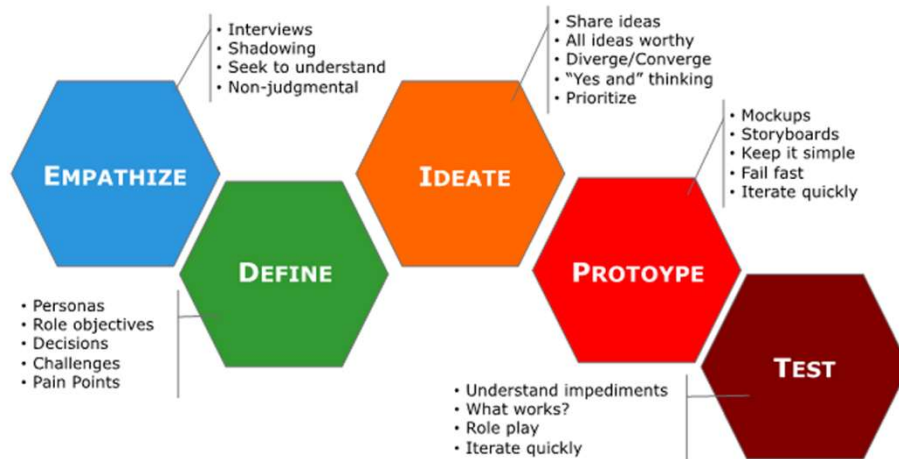 • Interviews
• Shadowing
• Seek to understand
• Non-judgmental
EMPATHIZE
• Personas
• Role objectives
• Decisions
• Challenges
• Pain Points
DEFINE
• Share ideas
• All ideas worthy
• Diverge/Converge
• “Yes and” thinking
• Prioritize
IDEATE
• Mockups
• Storyboards
• Keep it simple
• Fail fast
• Iterate quickly
PROTOYPE
• Understand impediments
• What works?
• Role play
• Iterate quickly
TEST